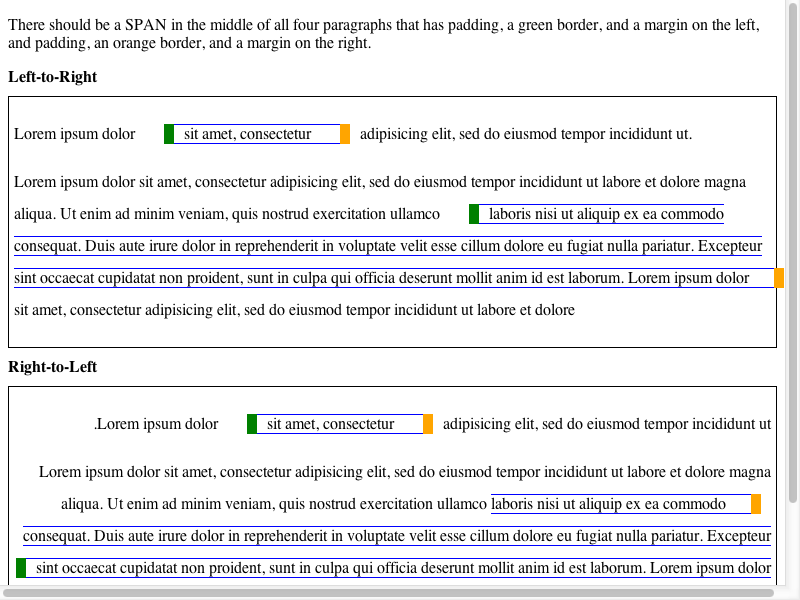 There should be a SPAN in the middle of all four paragraphs that has padding, a green border, and a margin on the left,
and padding, an orange border, and a margin on the right.
Left-to-Right
Lorem ipsum dolor sit amet, consectetur adipisicing elit, sed do eiusmod tempor incididunt ut.
Lorem ipsum dolor sit amet, consectetur adipisicing elit, sed do eiusmod tempor incididunt ut labore et dolore magna
aliqua. Ut enim ad minim veniam, quis nostrud exercitation ullamco laboris nisi ut aliquip ex ea commodo
consequat. Duis aute irure dolor in reprehenderit in voluptate velit esse cillum dolore eu fugiat nulla pariatur. Excepteur
sint occaecat cupidatat non proident, sunt in culpa qui officia deserunt mollit anim id est laborum. Lorem ipsum dolor
sit amet, consectetur adipisicing elit, sed do eiusmod tempor incididunt ut labore et dolore
Right-to-Left
.Lorem ipsum dolor sit amet, consectetur adipisicing elit, sed do eiusmod tempor incididunt ut
Lorem ipsum dolor sit amet, consectetur adipisicing elit, sed do eiusmod tempor incididunt ut labore et dolore magna
aliqua. Ut enim ad minim veniam, quis nostrud exercitation ullamco laboris nisi ut aliquip ex ea commodo
consequat. Duis aute irure dolor in reprehenderit in voluptate velit esse cillum dolore eu fugiat nulla pariatur. Excepteur
sint occaecat cupidatat non proident, sunt in culpa qui officia deserunt mollit anim id est laborum. Lorem ipsum dolor